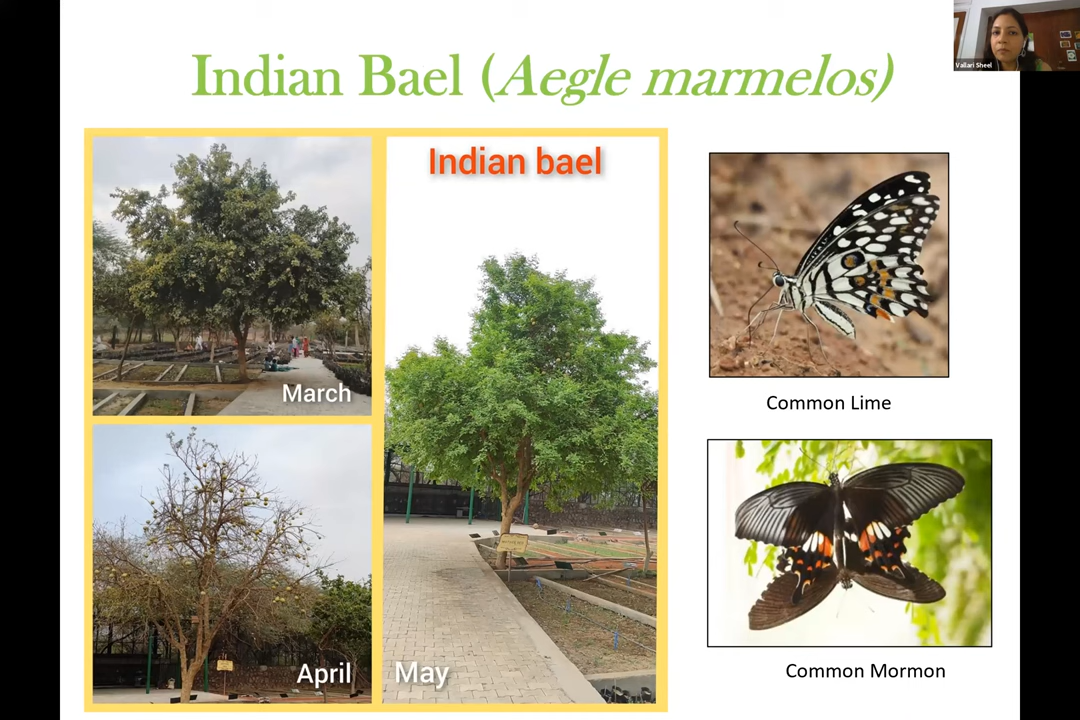 Indian Bael (Aegle marmelos)
Vallari Sheel
Indian bael
March
April
May
Common Lime
Common Mormon